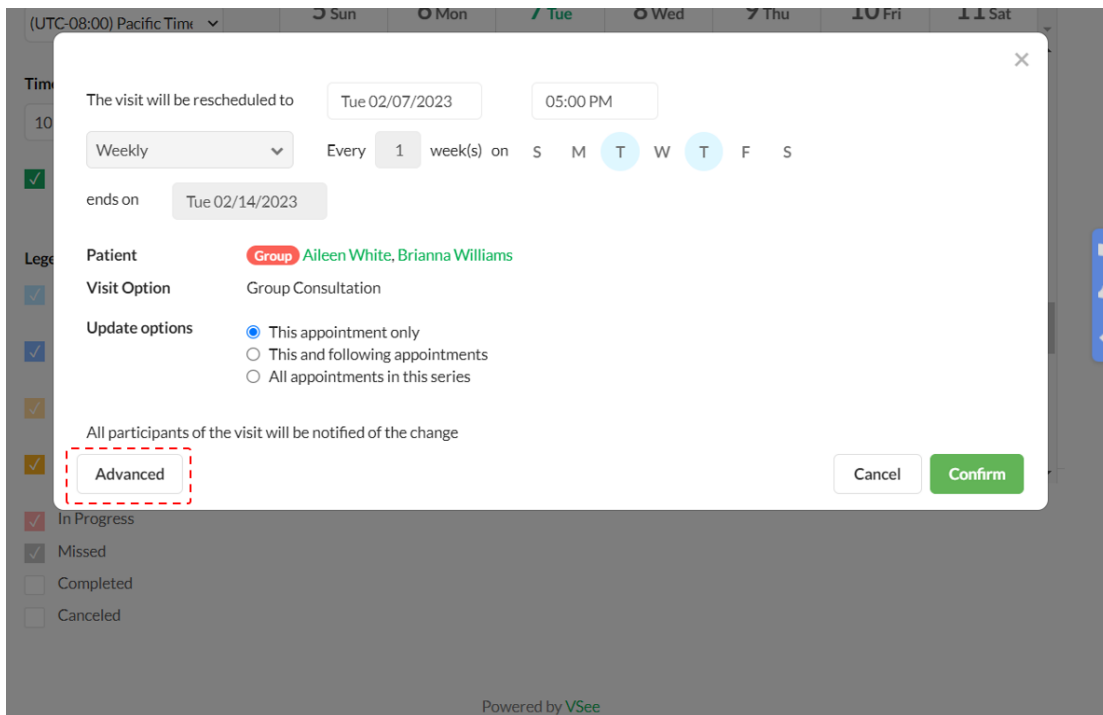 (UTC-08:00) Pacific Time 5 Sun 6 Mon 7 Tue 8 Wed 9 Thu 10 Fri 11 Sat
The visit will be rescheduled to Tue 02/07/2023 05:00 PM
10
Weekly Every 1 week(s) on S M T W T F S
ends on Tue 02/14/2023
Patient Group Aileen White, Brianna Williams
Visit Option Group Consultation
Update options This appointment only
This and following appointments
All appointments in this series
All participants of the visit will be notified of the change
Advanced Cancel Confirm
In Progress
Missed
Completed
Canceled
Powered by VSee